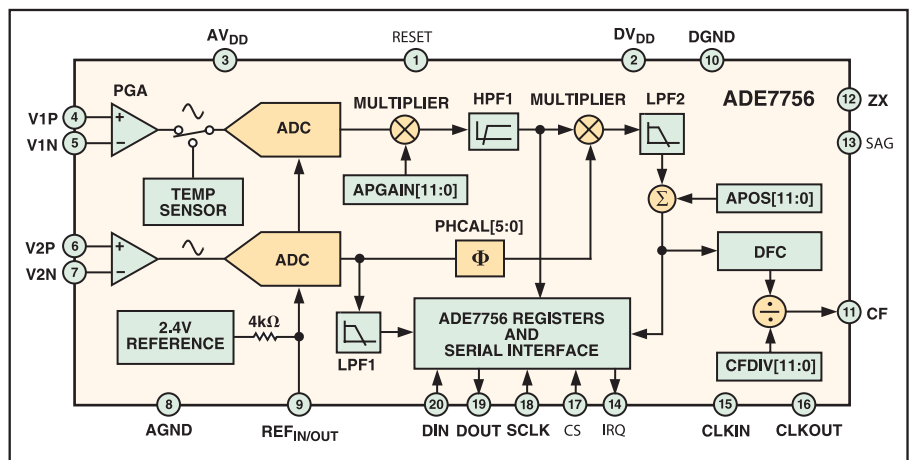 AVDD
RESET
DVDD
DGND
3
1
2
10
PGA
MULTIPLIER
HPF1
MULTIPLIER
LPF2
ADE7756
12
ZX
V1P
4
+
V1N
5
−
ADC
13
SAG
TEMP
SENSOR
APGAIN[11:0]
Σ
APOS[11:0]
PHCAL[5:0]
V2P
6
+
V2N
7
−
ADC
Φ
DFC
2.4V
REFERENCE
4kΩ
LPF1
ADE7756 REGISTERS
AND
SERIAL INTERFACE
÷
11
CF
CFDIV[11:0]
8
9
20
19
18
17
14
15
16
AGND
REFIN/OUT
DIN
DOUT
SCLK
CS
IRQ
CLKIN
CLKOUT